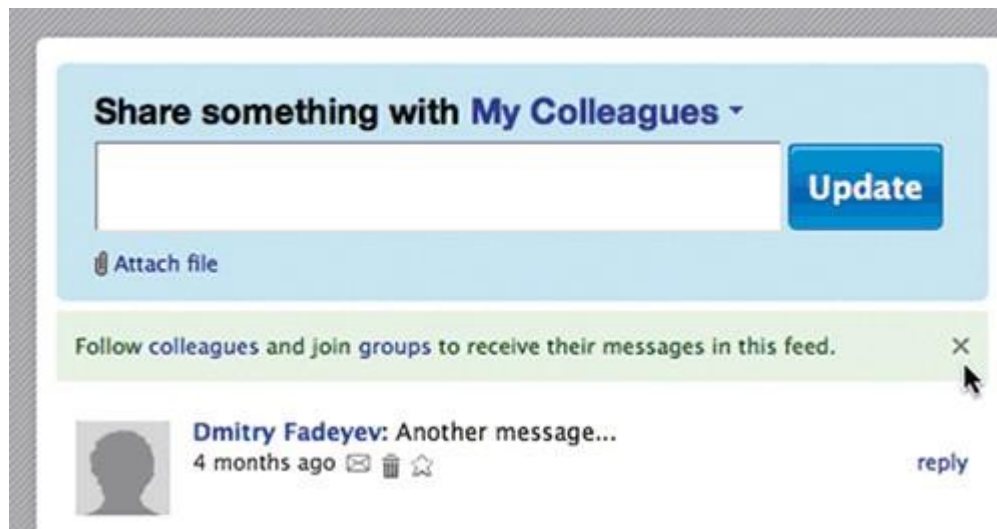 Share something with My Colleagues
Update
Attach file
Follow colleagues and join groups to receive their messages in this feed.
Dmitry Fadeyev: Another message...
4 months ago
reply